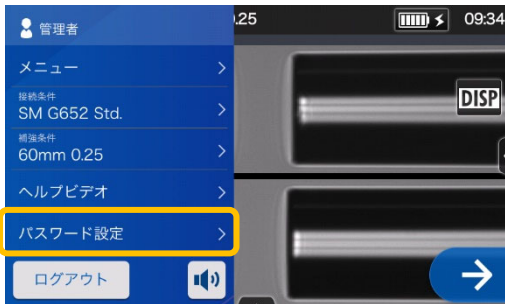 管理者
.25
09:34
メニュー
接続条件
SM G652 Std.
DISP
補強条件
60mm 0.25
ヘルプビデオ
パスワード設定
ログアウト